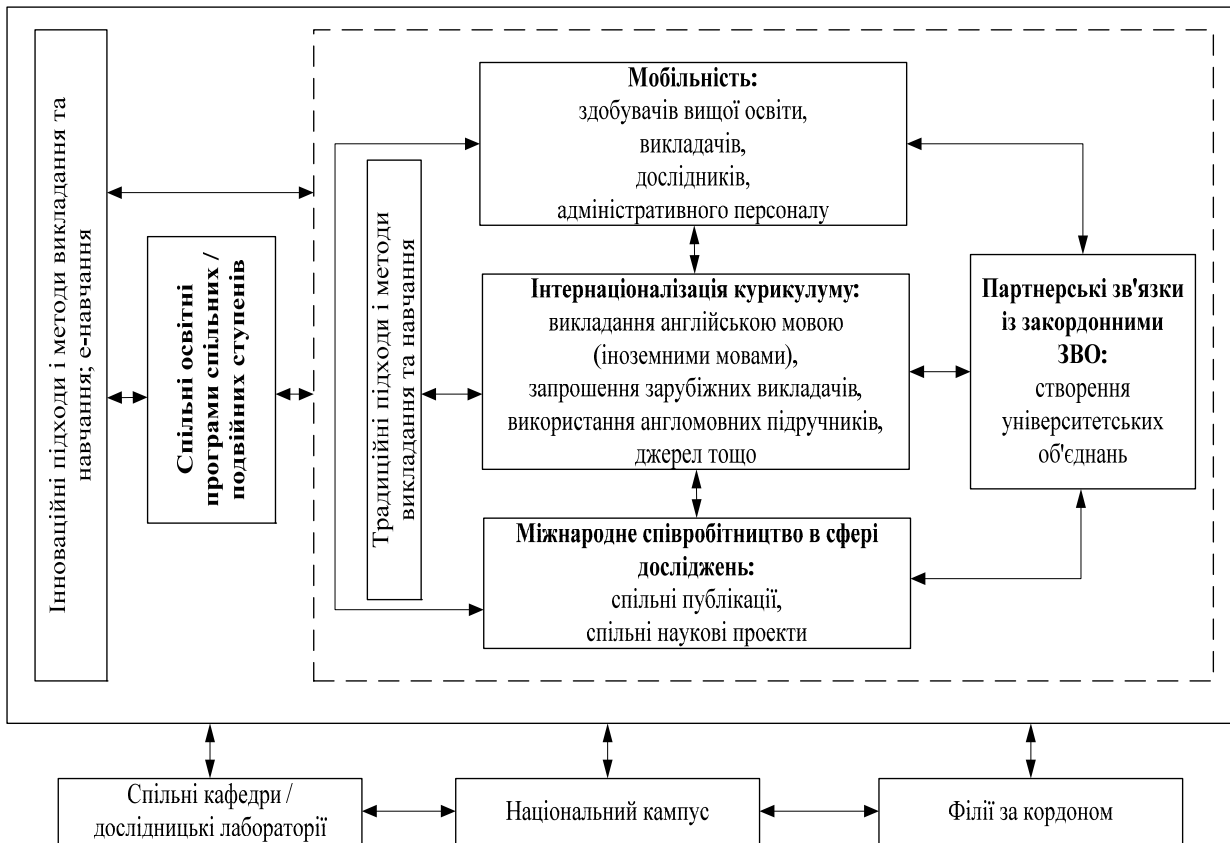 Інноваційні підходи і методи викладання та
навчання; е-навчання
Спільні освітні
програми спільних /
подвійних ступенів
Традиційні підходи і методи
викладання та навчання
Мобільність:
здобувачів вищої освіти,
викладачів,
дослідників,
адміністративного персоналу
Інтернаціоналізація курикулуму:
викладання англійською мовою
(іноземними мовами),
запрошення зарубіжних викладачів,
використання англомовних підручників,
джерел тощо
Міжнародне співробітництво в сфері
досліджень:
спільні публікації,
спільні наукові проекти
Партнерські зв'язки
із закордонними
ЗВО:
створення
університетських
об'єднань
Спільні кафедри /
дослідницькі лабораторії
Національний кампус
Філії за кордоном